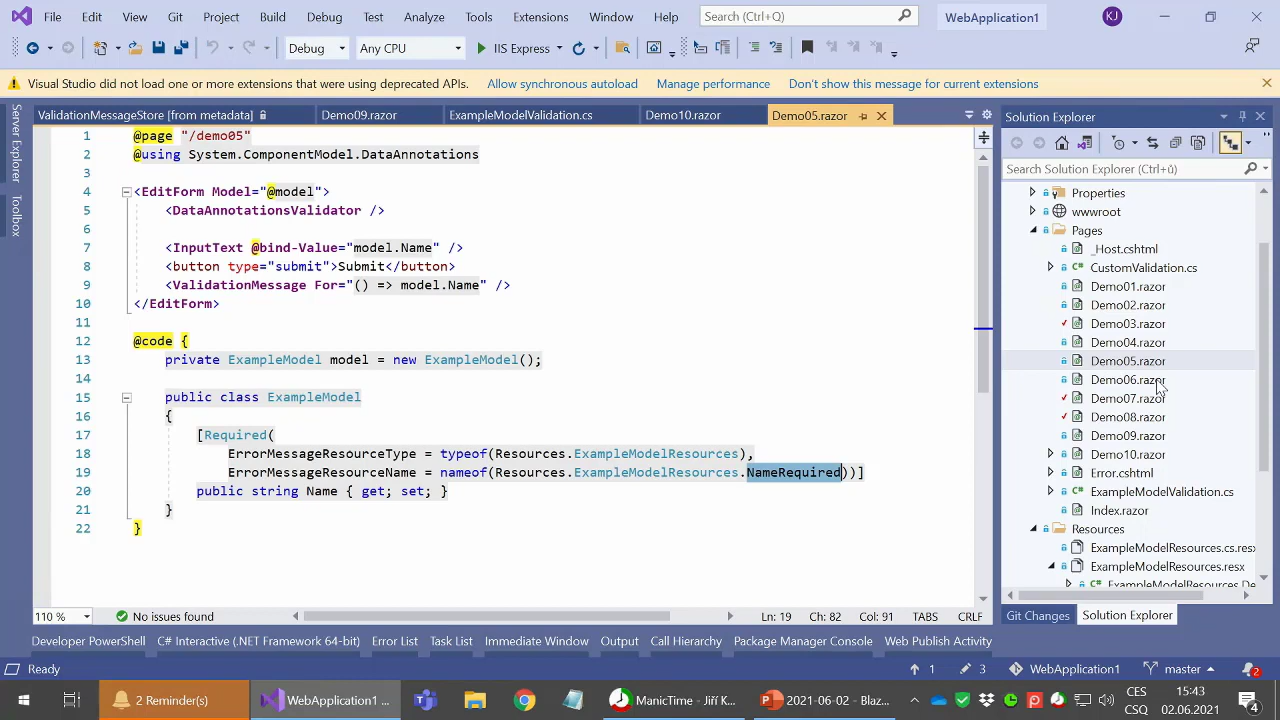 File Edit View Git Project Build Debug Test Analyze Tools Extensions Window Help Search (Ctrl+Q) WebApplication1 KJ
Debug Any CPU IIS Express
Visual Studio did not load one or more extensions that were using deprecated APIs. Allow synchronous autoload Manage performance Don't show this message for current extensions
Server Explorer
Toolbox
ValidationMessageStore [from metadata] Demo09.razor ExampleModelValidation.cs Demo10.razor Demo05.razor
1 @page "/demo05"
2 @using System.ComponentModel.DataAnnotations
3
4 <EditForm Model="@model">
5 <DataAnnotationsValidator />
6
7 <InputText @bind-Value="model.Name" />
8 <button type="submit">Submit</button>
9 <ValidationMessage For="() => model.Name" />
10 </EditForm>
11
12 @code {
13 private ExampleModel model = new ExampleModel();
14
15 public class ExampleModel
16 {
17 [Required(
18 ErrorMessageResourceType = typeof(Resources.ExampleModelResources),
19 ErrorMessageResourceName = nameof(Resources.ExampleModelResources.NameRequired))]
20 public string Name { get; set; }
21 }
22 }
110 % No issues found Ln: 19 Ch: 82 Col: 91 TABS CRLF
Solution Explorer
Search Solution Explorer (Ctrl+ů)
Properties
wwwroot
Pages
_Host.cshtml
CustomValidation.cs
Demo01.razor
Demo02.razor
Demo03.razor
Demo04.razor
Demo05.razor
Demo06.razor
Demo07.razor
Demo08.razor
Demo09.razor
Demo10.razor
Error.cshtml
ExampleModelValidation.cs
Index.razor
Resources
ExampleModelResources.cs.resx
ExampleModelResources.resx
ExampleModelResources.De
Git Changes Solution Explorer
Developer PowerShell C# Interactive (.NET Framework 64-bit) Error List Task List Immediate Window Output Call Hierarchy Package Manager Console Web Publish Activity
Ready 1 3 WebApplication1 master 2
2 Reminder(s) WebApplication1 ... ManicTime - Jiří K... 2021-06-02 - Blaz... CES 15:43
CSQ 02.06.2021 4